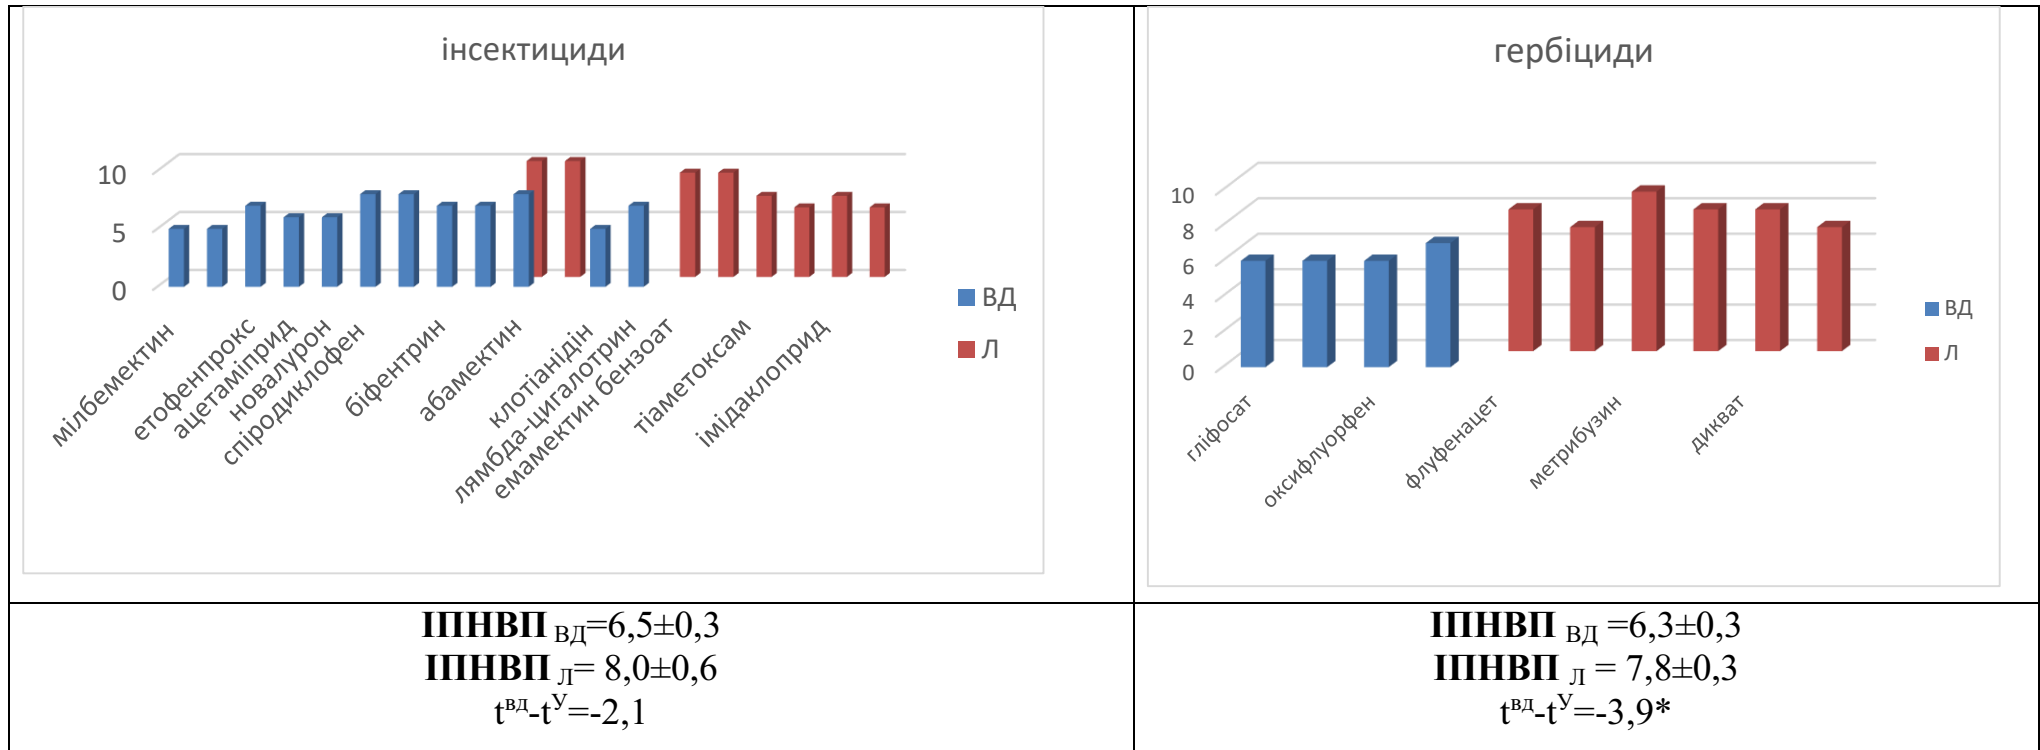 інсектициди
10
5
0
мілбемектин
етофенпрокс
ацетаміприд
новалурон
спіродиклофен
біфентрин
абамектин
клотіанідін
лямбда-цигалотрин
емаметин бензоат
тіаметоксам
імідаклоприд
ВД
Л
гербіциди
10
8
6
4
2
0
гліфосат
оксифлуорфен
флуфенацет
метрибузин
дикват
ВД
Л
ІПНВП ВД=6,5±0,3
ІПНВП Л= 8,0±0,6
tвд-tУ=-2,1
ІПНВП ВД =6,3±0,3
ІПНВП Л = 7,8±0,3
tвд-tУ=-3,9*